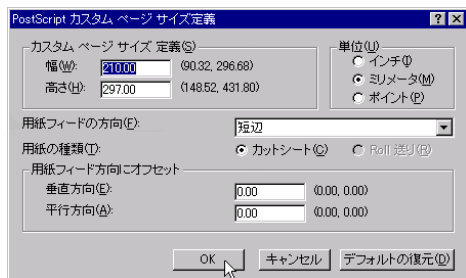 PostScript カスタム ページ サイズ定義
カスタム ページ サイズ 定義(S)
幅(W): 210.00 (90.32, 296.68)
高さ(H): 297.00 (148.52, 431.80)
単位(U)
インチ(I)
ミリメータ(M)
ポイント(P)
用紙フィードの方向(F): 短辺
用紙の種類(T): カットシート(C) Roll 送り(R)
用紙フィード方向にオフセット
垂直方向(E): 0.00 (0.00, 0.00)
平行方向(A): 0.00 (0.00, 0.00)
OK キャンセル デフォルトの復元(D)